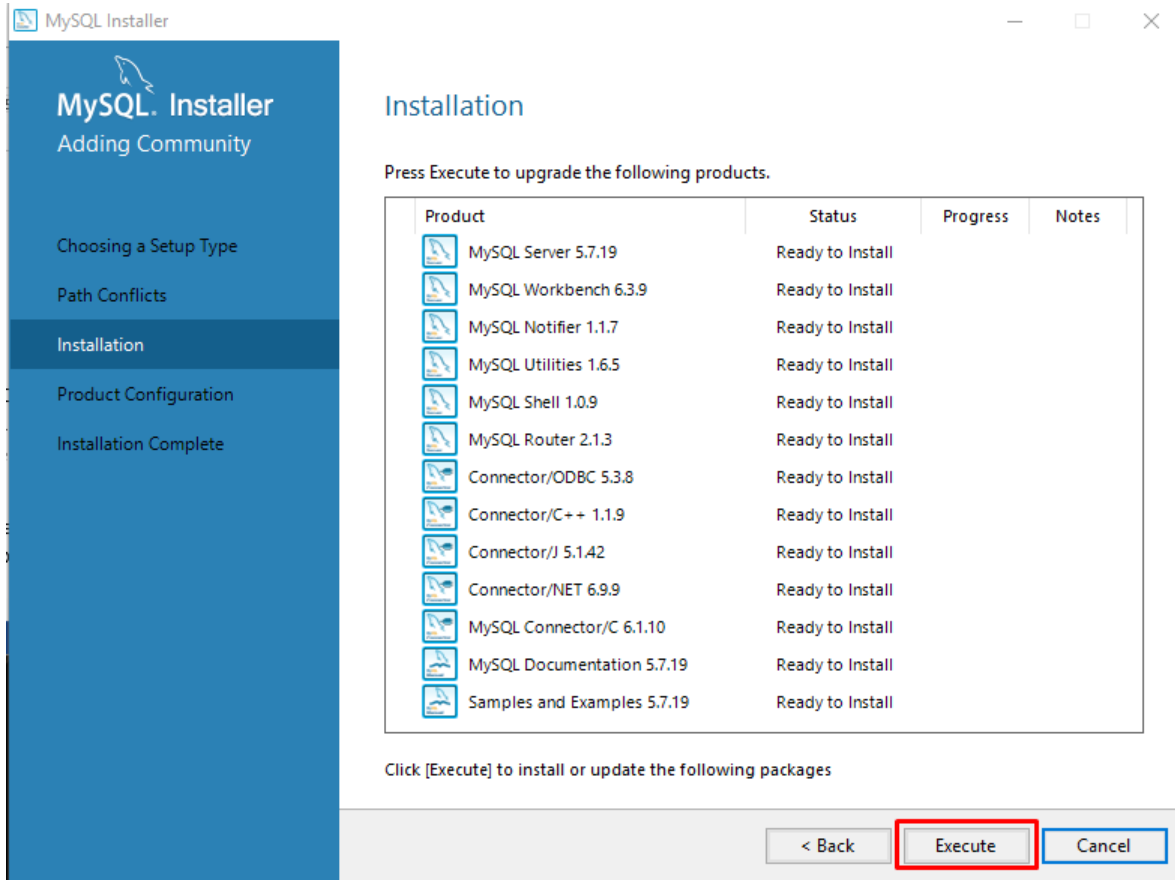 MySQL Installer
MySQL. Installer
Adding Community
Choosing a Setup Type
Path Conflicts
Installation
Product Configuration
Installation Complete
Installation
Press Execute to upgrade the following products.
Product Status Progress Notes
MySQL Server 5.7.19 Ready to Install
MySQL Workbench 6.3.9 Ready to Install
MySQL Notifier 1.1.7 Ready to Install
MySQL Utilities 1.6.5 Ready to Install
MySQL Shell 1.0.9 Ready to Install
MySQL Router 2.1.3 Ready to Install
Connector/ODBC 5.3.8 Ready to Install
Connector/C++ 1.1.9 Ready to Install
Connector/J 5.1.42 Ready to Install
Connector/NET 6.9.9 Ready to Install
MySQL Connector/C 6.1.10 Ready to Install
MySQL Documentation 5.7.19 Ready to Install
Samples and Examples 5.7.19 Ready to Install
Click [Execute] to install or update the following packages
< Back Execute Cancel